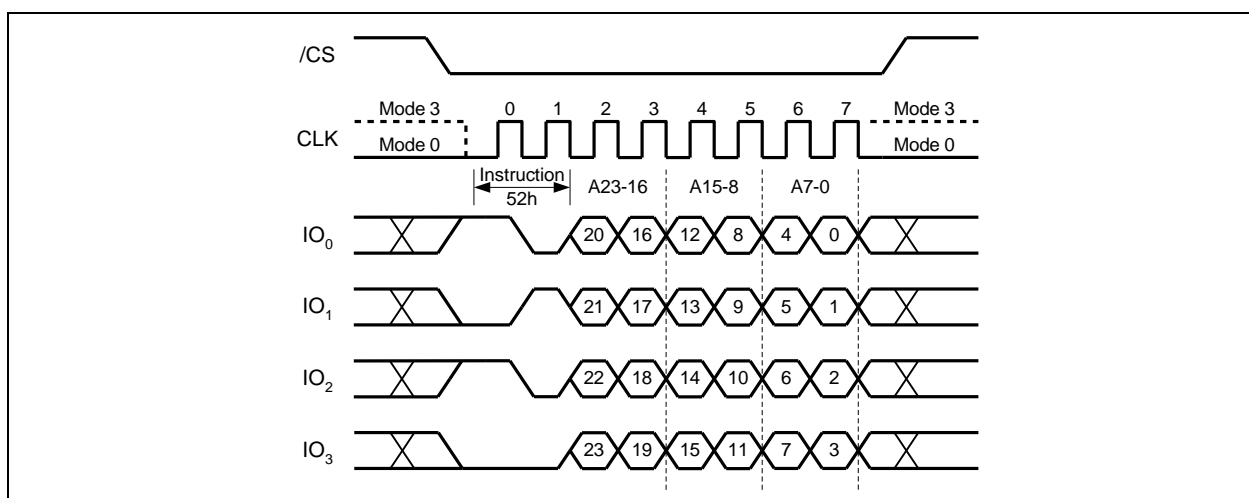 /CS
Mode 3 0 1 2 3 4 5 6 7 Mode 3
CLK
Mode 0 Mode 0
Instruction
52h
A23-16 A15-8 A7-0
IO0 20 16 12 8 4 0
IO1 21 17 13 9 5 1
IO2 22 18 14 10 6 2
IO3 23 19 15 11 7 3